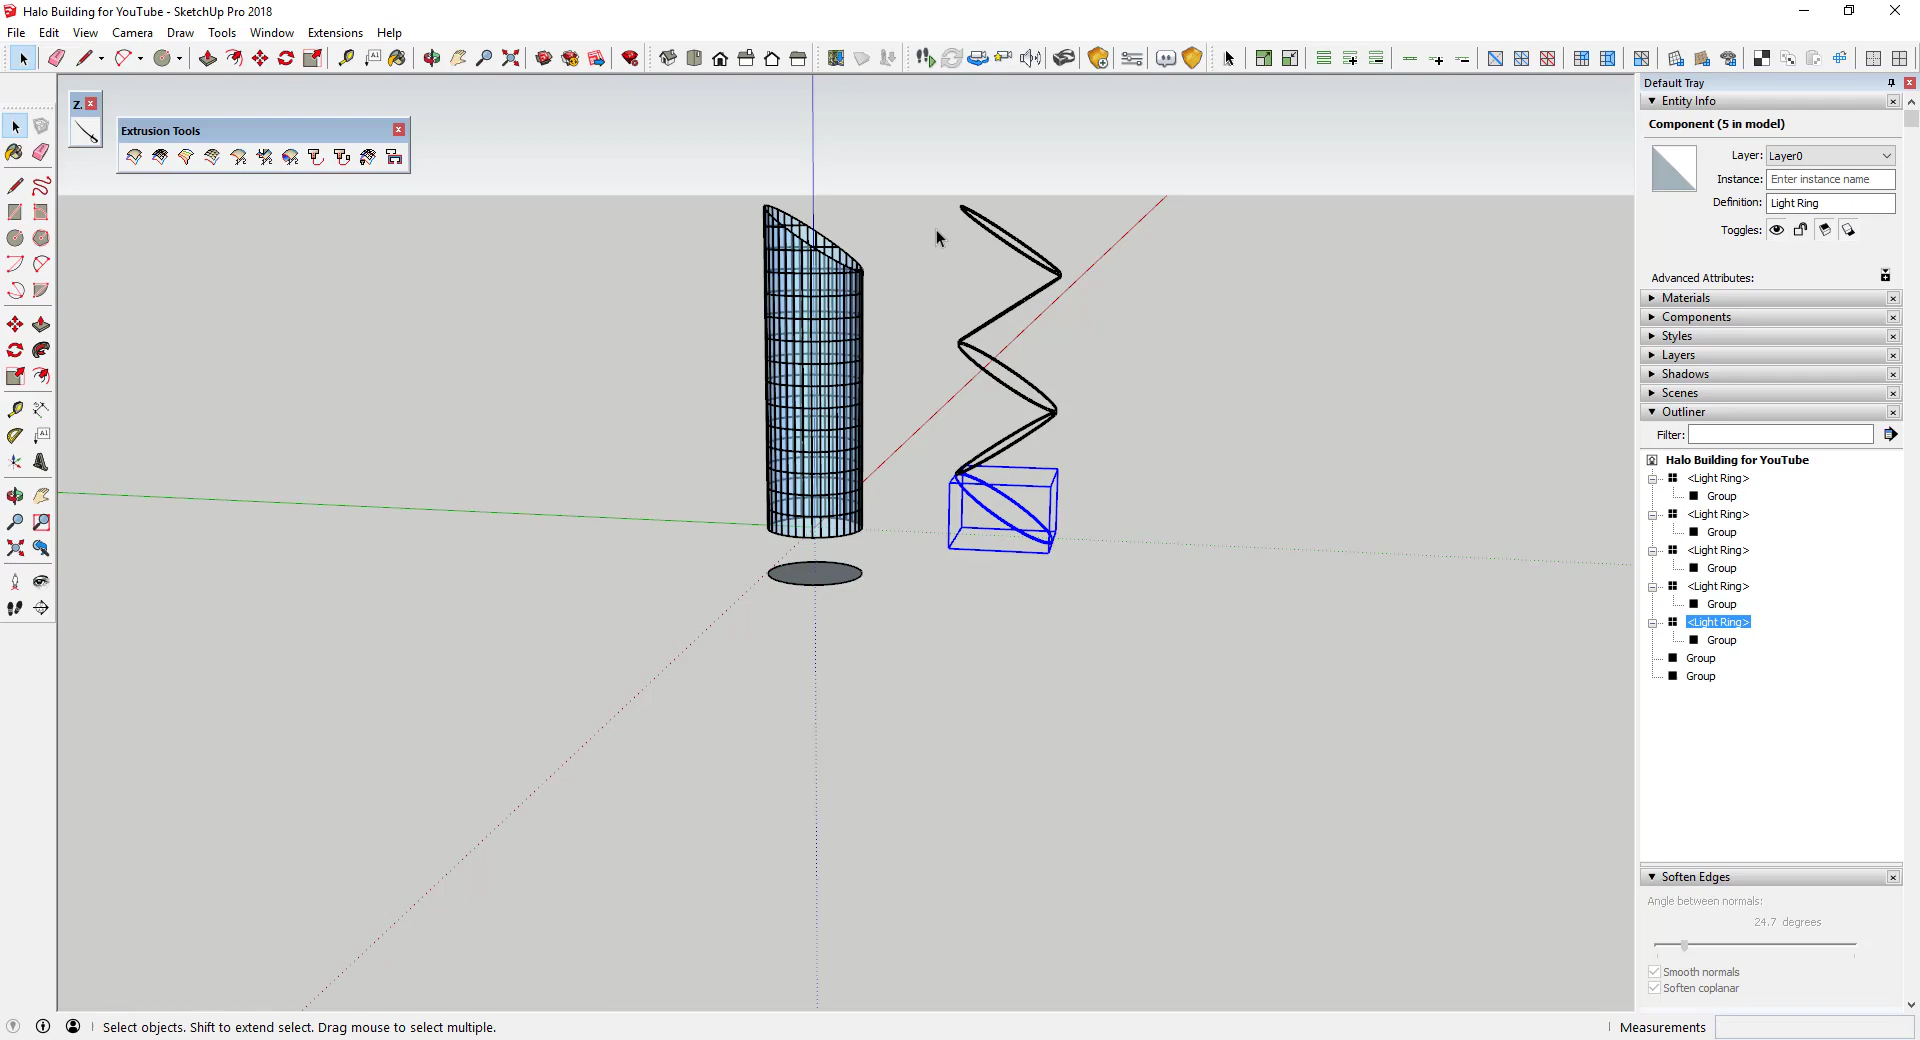 Halo Building for YouTube - SketchUp Pro 2018
File Edit View Camera Draw Tools Window Extensions Help
Z.
Extrusion Tools
Default Tray
Entity Info
Component (5 in model)
Layer: Layer0
Instance: Enter instance name
Definition: Light Ring
Toggles:
Advanced Attributes:
Materials
Components
Styles
Layers
Shadows
Scenes
Outliner
Filter:
Halo Building for YouTube
<Light Ring>
Group
<Light Ring>
Group
<Light Ring>
Group
<Light Ring>
Group
<Light Ring>
Group
Group
Group
Soften Edges
Angle between normals:
24.7 degrees
Smooth normals
Soften coplanar
Select objects. Shift to extend select. Drag mouse to select multiple.
Measurements